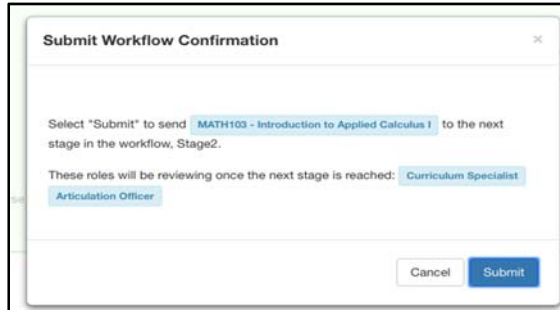 Submit Workflow Confirmation ×
Select "Submit" to send MATH103 - Introduction to Applied Calculus I to the next
stage in the workflow, Stage2.
These roles will be reviewing once the next stage is reached: Curriculum Specialist
Articulation Officer
Cancel Submit